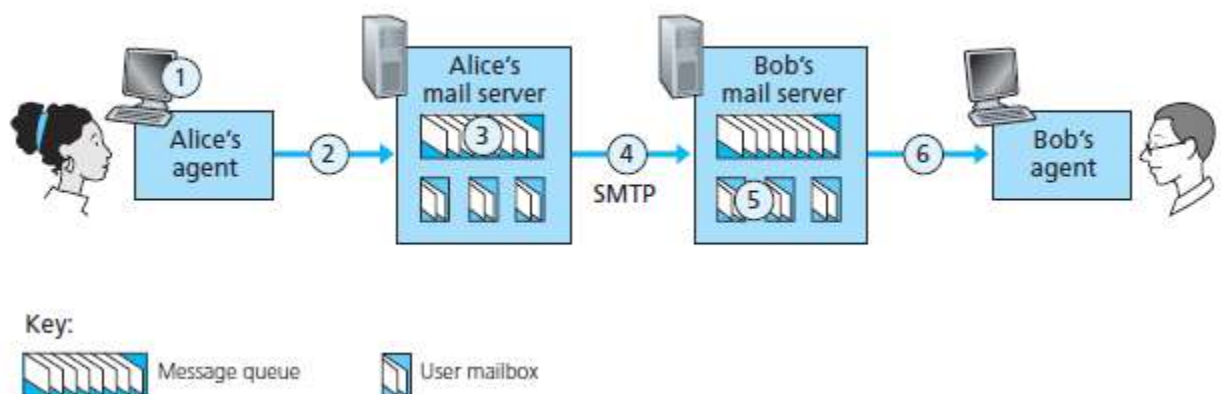 1
Alice's
agent
2
Alice's
mail server
3
4
SMTP
Bob's
mail server
5
6
Bob's
agent
Key:
Message queue
User mailbox